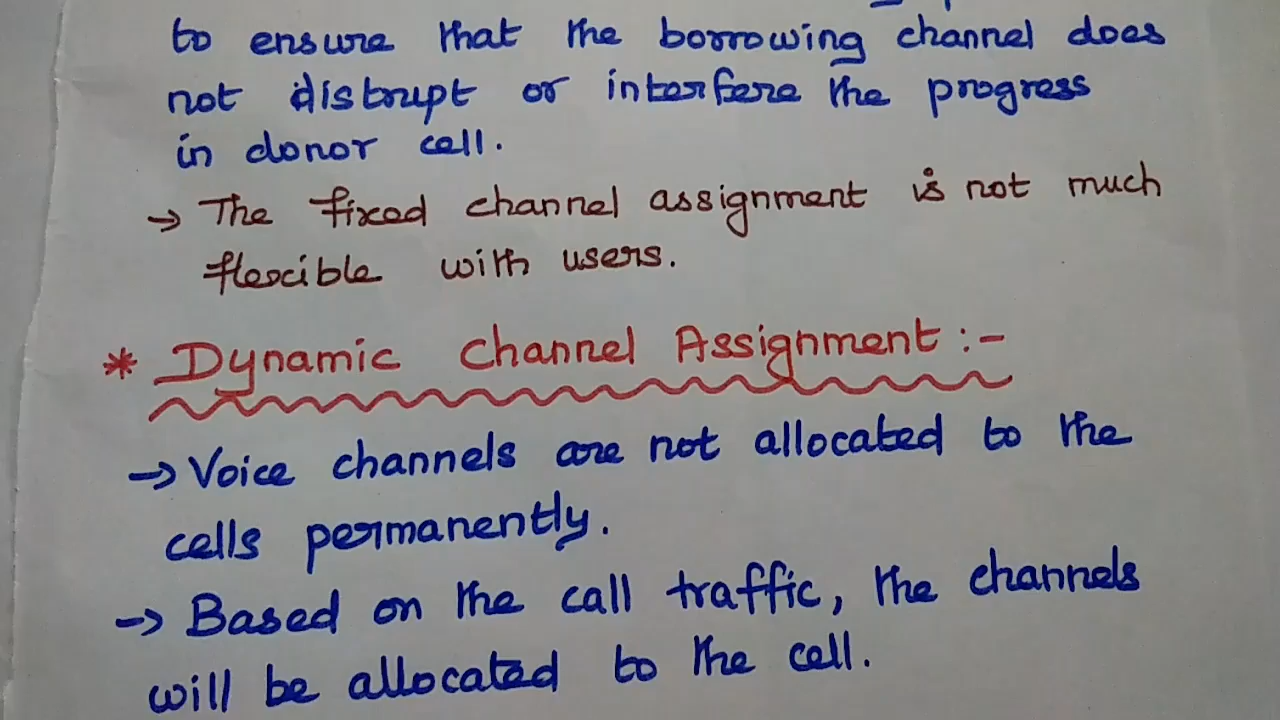 to ensure that the borrowing channel does
not distrupt or interfere the progress
in donor cell.
→ The fixed channel assignment is not much
flexible with users.
* Dynamic Channel Assignment :-
→ Voice channels are not allocated to the
cells permanently.
→ Based on the call traffic, the channels
will be allocated to the cell.